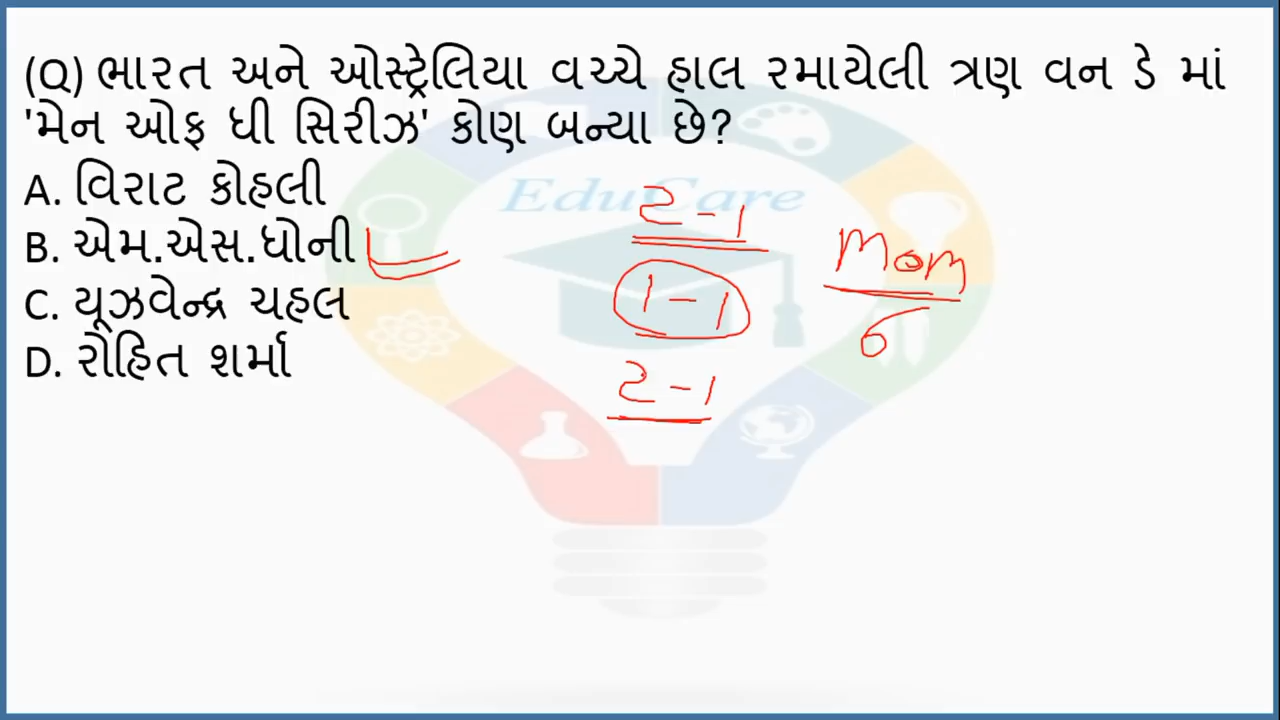 (Q) ભારત અને ઓસ્ટ્રેલિયા વચ્ચે હાલ રમાયેલી ત્રણ વન ડે માં
'મેન ઓફ ધી સિરીઝ' કોણ બન્યા છે?
A. વિરાટ કોહલી
B. એમ.એસ.ધોની
C. યૂઝવેન્દ્ર ચહલ
D. રોહિત શર્મા
EduCare
2-1
1-1
2-1
MOM
6